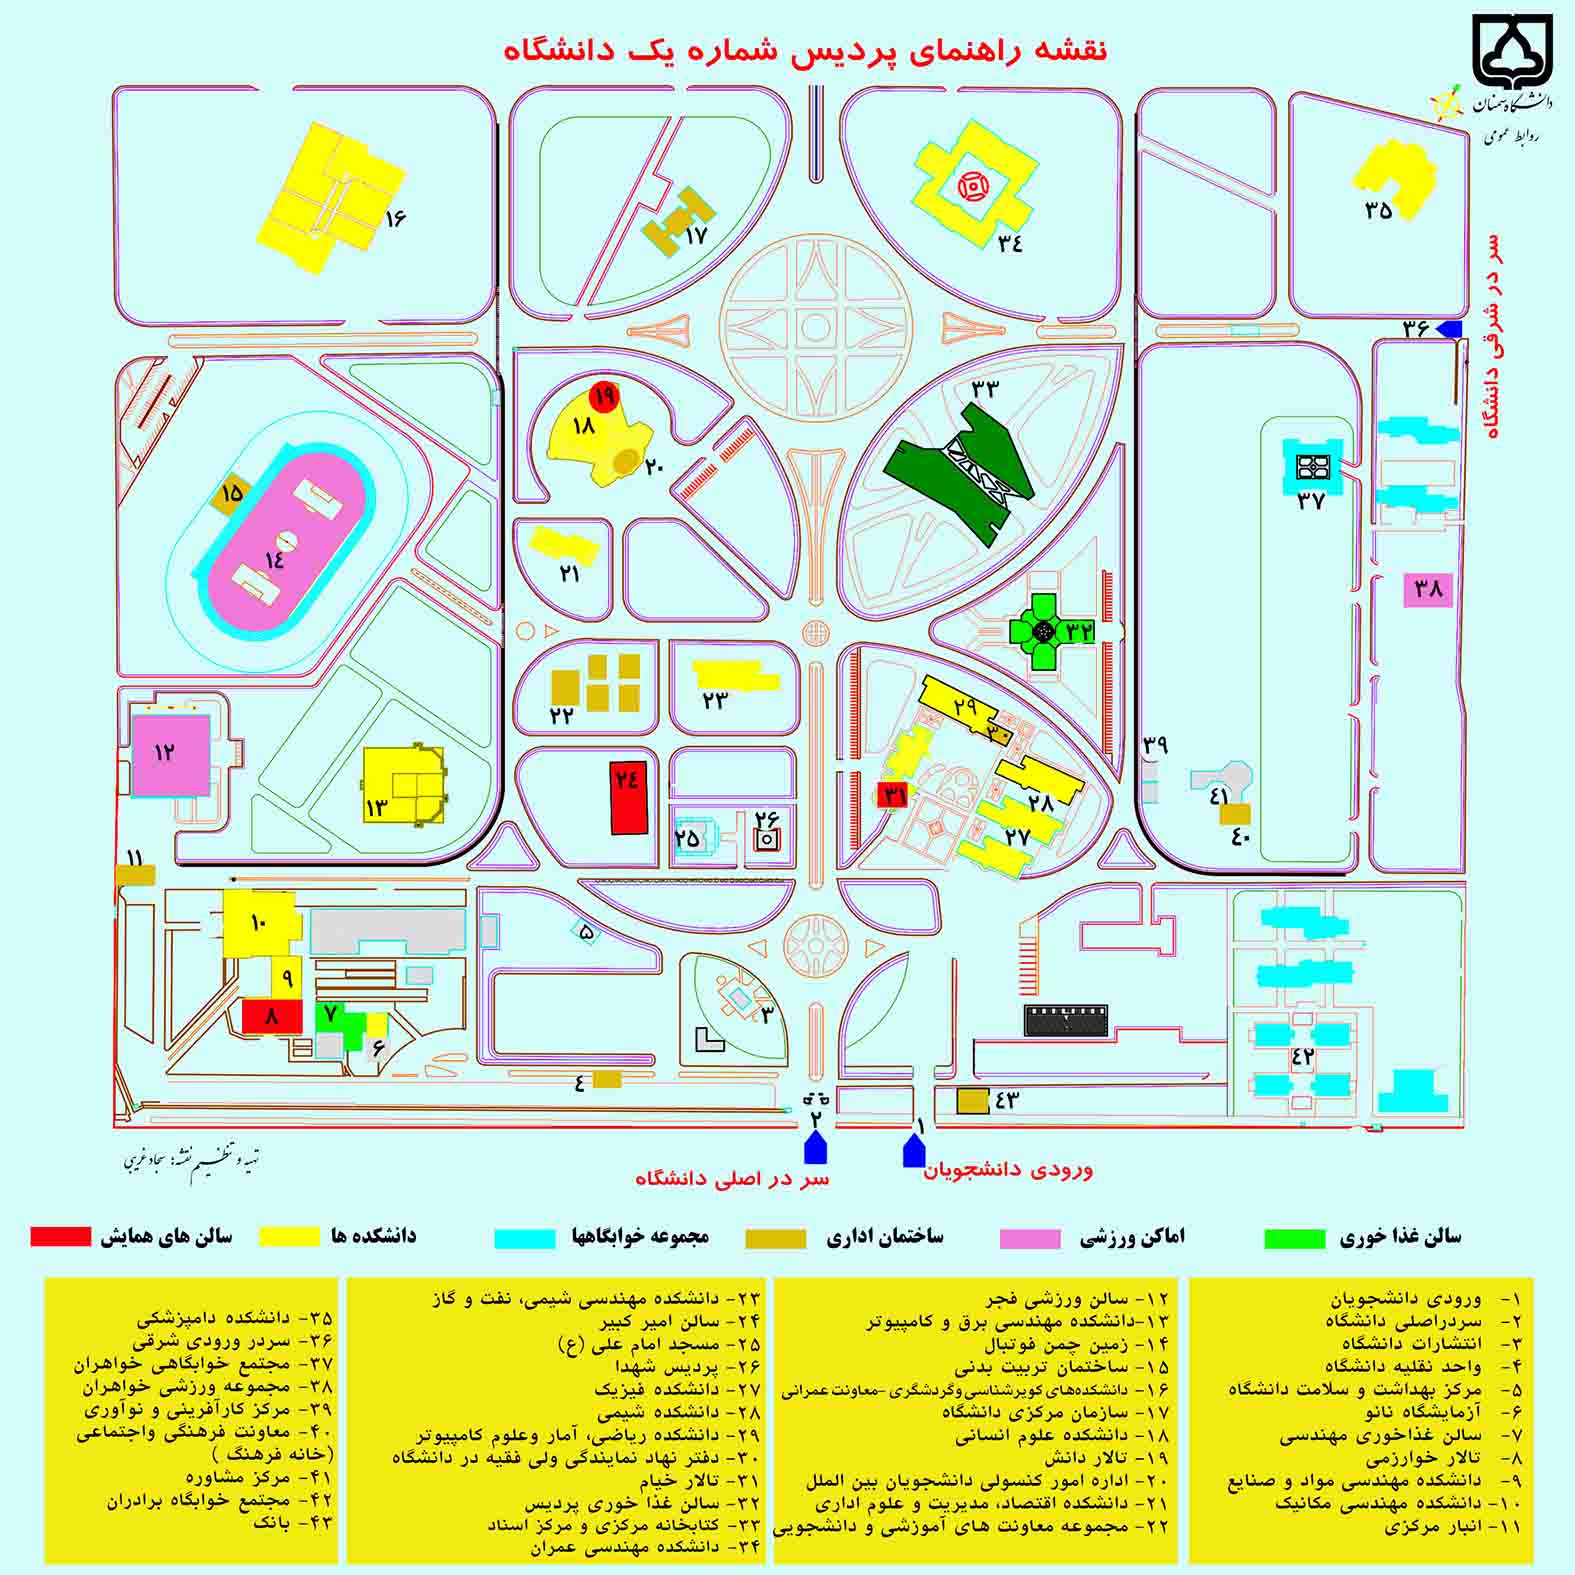 نقشه راهنمای پردیس شماره یک دانشگاه
دانشگاه سمنان
روابط عمومی
۱۶
۱۷
۳۴
۳۵
سر در شرقی دانشگاه
۳۶
۳۳
۱۹
۱۸
۲۰
۳۷
۱۵
۱۴
۲۱
۳۸
۳۲
۲۲
۲۳
۲۹
۳۰
۱۲
۱۳
۲۴
۲۵
۲۶
۳۱
۲۸
۲۷
۳۹
۴۱
۴۰
۱۱
۱۰
۹
۸
۷
۶
۵
۳
۴
۴۲
۴۳
۲
۱
تهیه و تنظیم نقشه: سجاد غریبی
سر در اصلی دانشگاه
ورودی دانشجویان
سالن غذا خوری
اماکن ورزشی
ساختمان اداری
مجموعه خوابگاهها
دانشکده ها
سالن های همایش
۱- ورودی دانشجویان
۲- سردراصلی دانشگاه
۳- انتشارات دانشگاه
۴- واحد نقلیه دانشگاه
۵- مرکز بهداشت و سلامت دانشگاه
۶- آزمایشگاه نانو
۷- سالن غذاخوری مهندسی
۸- تالار خوارزمی
۹- دانشکده مهندسی مواد و صنایع
۱۰- دانشکده مهندسی مکانیک
۱۱- انبار مرکزی
۱۲- سالن ورزشی فجر
۱۳-دانشکده مهندسی برق و کامپیوتر
۱۴- زمین چمن فوتبال
۱۵- ساختمان تربیت بدنی
۱۶- دانشکده‌های کویرشناسی وگردشگری -معاونت عمرانی
۱۷- سازمان مرکزی دانشگاه
۱۸- دانشکده علوم انسانی
۱۹- تالار دانش
۲۰- اداره امور کنسولی دانشجویان بین الملل
۲۱- دانشکده اقتصاد، مدیریت و علوم اداری
۲۲- مجموعه معاونت های آموزشی و دانشجویی
۲۳- دانشکده مهندسی شیمی، نفت و گاز
۲۴- سالن امیر کبیر
۲۵- مسجد امام علی (ع)
۲۶- پردیس شهدا
۲۷- دانشکده فیزیک
۲۸- دانشکده شیمی
۲۹- دانشکده ریاضی، آمار وعلوم کامپیوتر
۳۰- دفتر نهاد نمایندگی ولی فقیه در دانشگاه
۳۱- تالار خیام
۳۲- سالن غذا خوری پردیس
۳۳- کتابخانه مرکزی و مرکز اسناد
۳۴- دانشکده مهندسی عمران
۳۵- دانشکده دامپزشکی
۳۶- سردر ورودی شرقی
۳۷- مجتمع خوابگاهی خواهران
۳۸- مجموعه ورزشی خواهران
۳۹- مرکز کارآفرینی و نوآوری
۴۰- معاونت فرهنگی واجتماعی
(خانه فرهنگ )
۴۱- مرکز مشاوره
۴۲- مجتمع خوابگاه برادران
۴۳- بانک